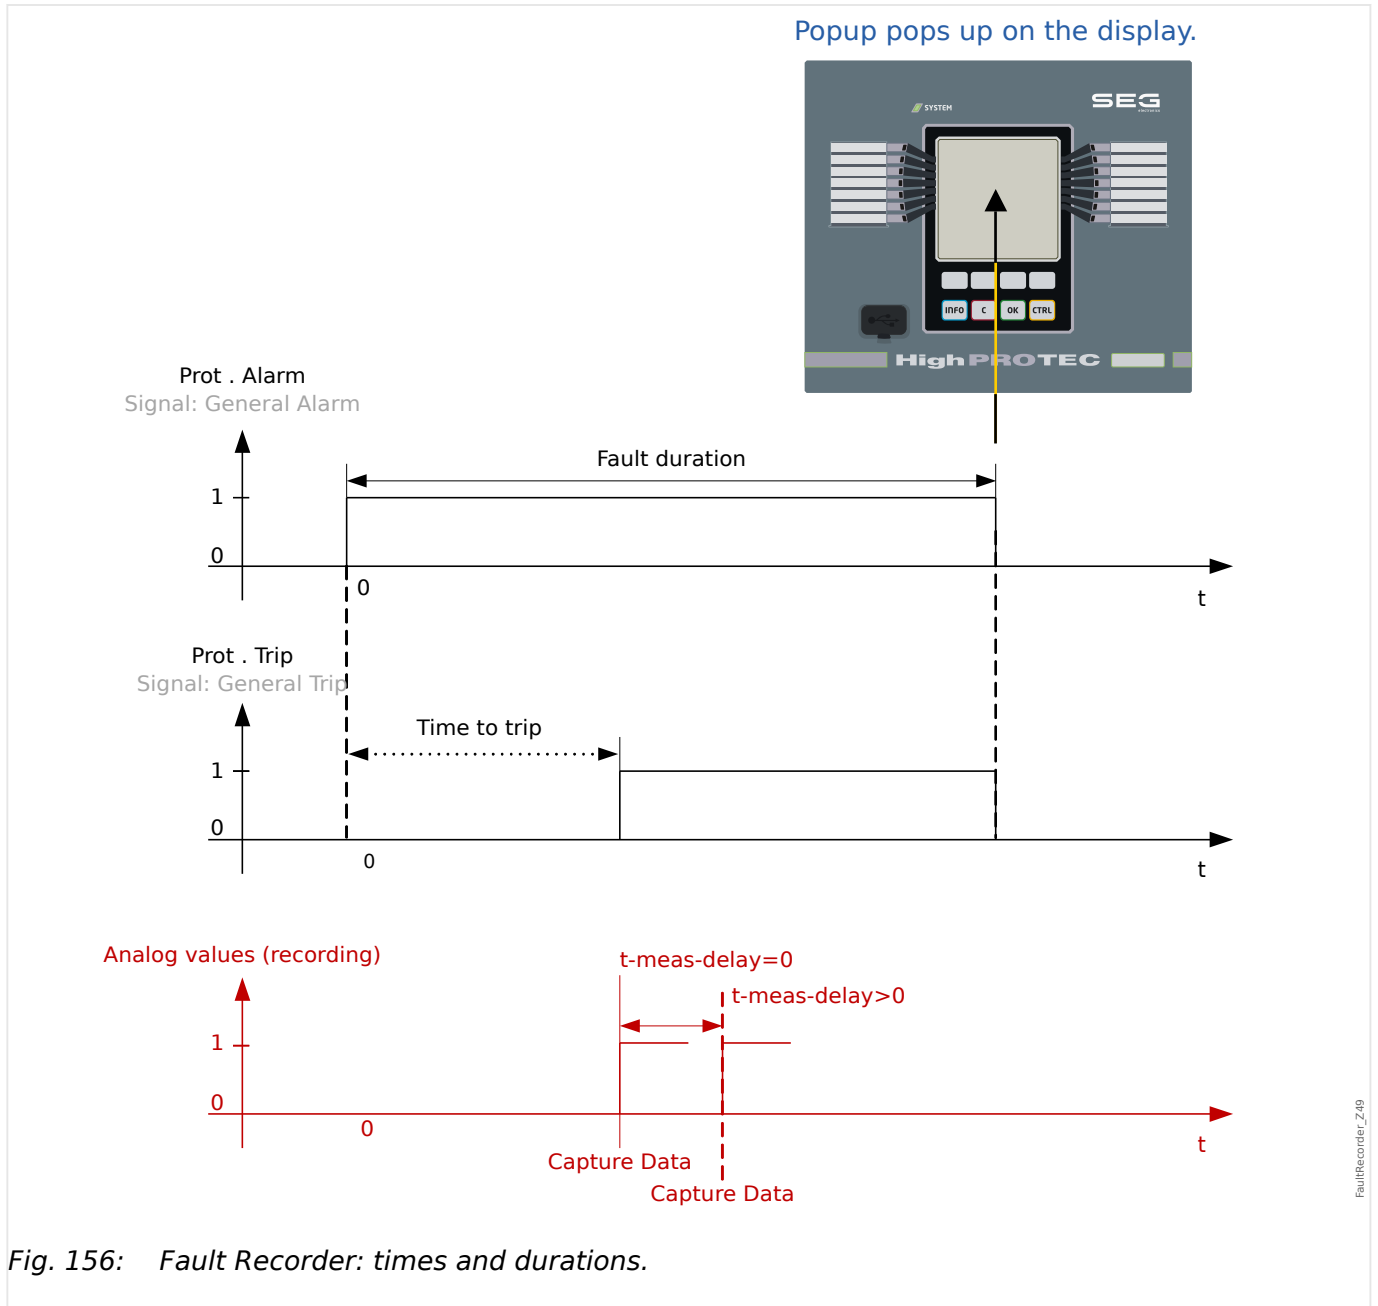 Popup pops up on the display.
SYSTEM
SEG
INFO
C
OK
CTRL
HighPROTEC
Prot . Alarm
Signal: General Alarm
Fault duration
1
0
0
t
Prot . Trip
Signal: General Trip
Time to trip
1
0
0
t
Analog values (recording)
t-meas-delay=0
t-meas-delay>0
1
0
0
t
Capture Data
Capture Data
FaultRecorder_Z49
Fig. 156: Fault Recorder: times and durations.